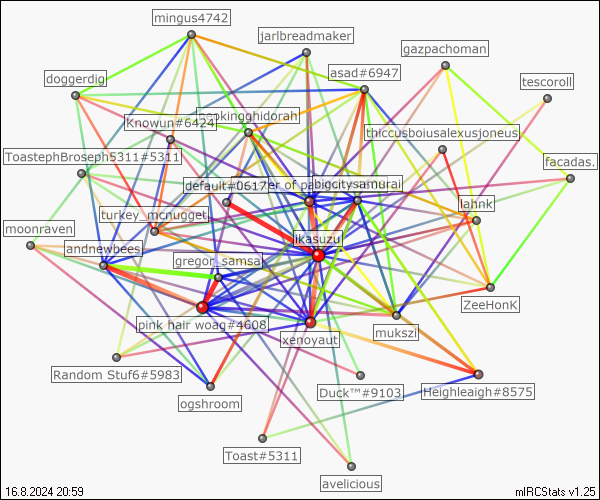 mingus4742
jarlbreadmaker
gazpachoman
asad#6947
doggerdig
tescoroll
ookingghidorah
Knowun#6424
thiccusboiusalexusjoneus
ToastephBroseph5311#5311
facadas.
default#0617
er of pa
bigcitysamurai
lahnk
turkey_mcnugget
moonraven
ikasuzu
andnewbees
gregor_samsa
ZeeHonK
pink hair woag#4608
mukszi
xenoyaut
Random Stuf6#5983
Duck™#9103
Heighleaigh#8575
ogshroom
Toast#5311
avelicious
16.8.2024 20:59
mIRCStats v1.25